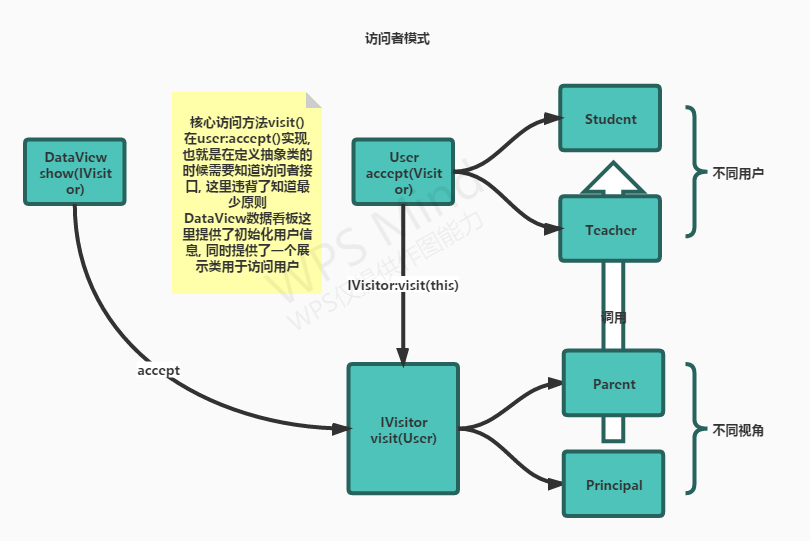 访问者模式
核心访问方法visit()
在user:accept()实现,
也就是在定义抽象类的
时候需要知道访问者接
口, 这里违背了知道最
少原则
DataView数据看板这
里提供了初始化用户信
息, 同时提供了一个展
示类用于访问用户
DataView
show(IVisit
or)
User
accept(Visit
or)
Student
Teacher
不同用户
IVisitor:visit(this)
调用
accept
IVisitor
visit(User)
Parent
Principal
不同视角
WPS Mind
WPS仅提供作图能力